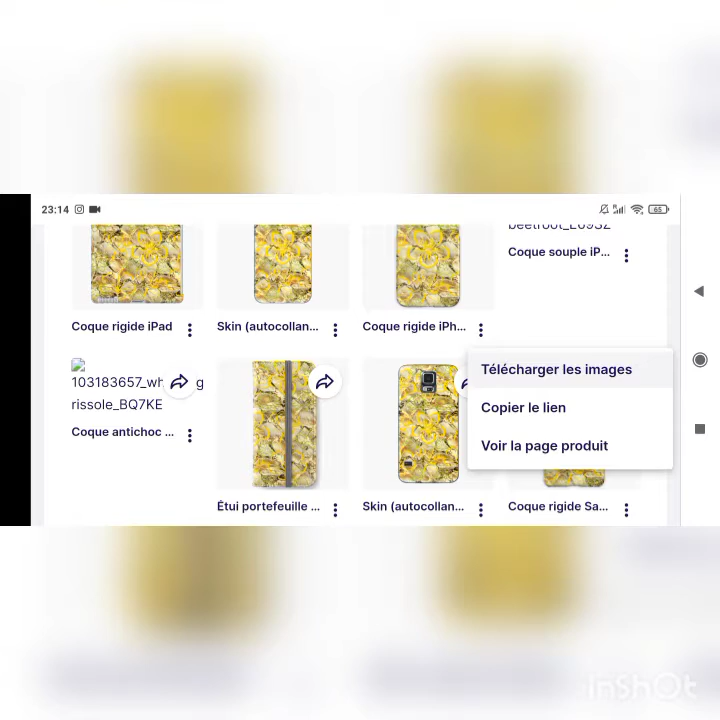 23:14
65
Coque souple iP...
Coque rigide iPad
Skin (autocollan...
Coque rigide iPh...
Télécharger les images
Copier le lien
Voir la page produit
103183657_wh
g
rissole_BQ7KE
Coque antichoc ...
Étui portefeuille ...
Skin (autocollan...
Coque rigide Sa...
InShOt